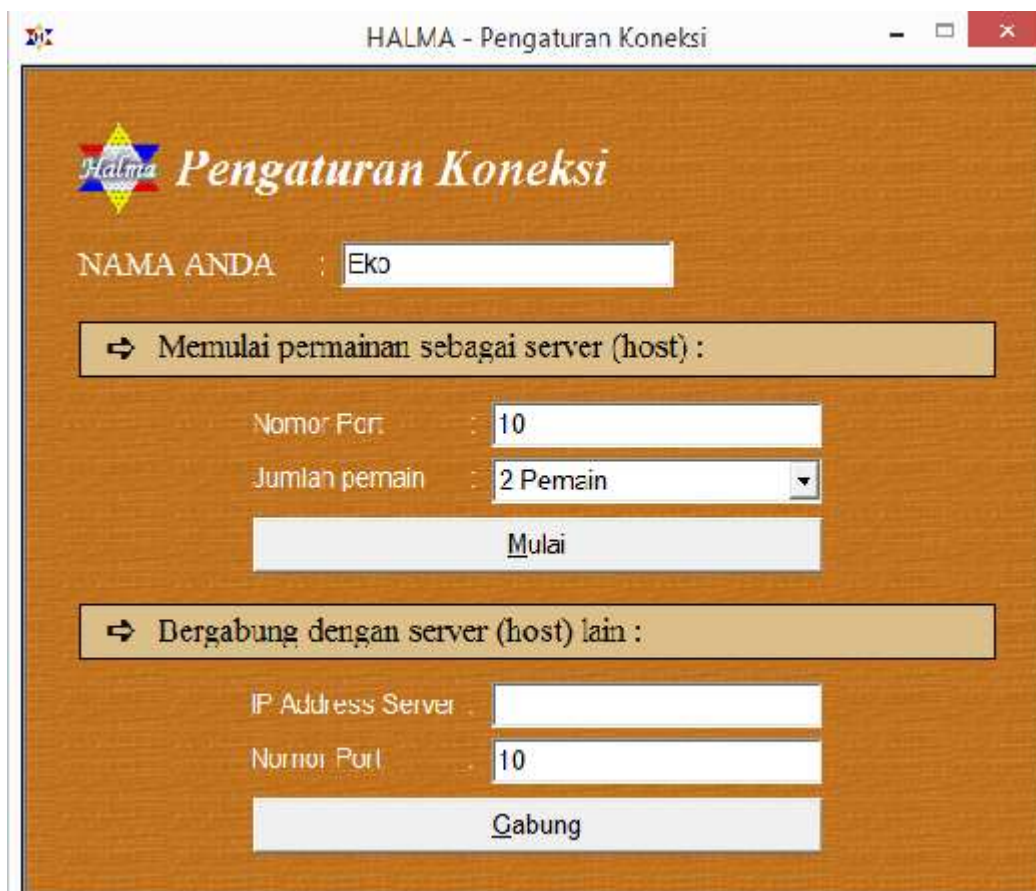 HALMA - Pengaturan Koneksi
Halma Pengaturan Koneksi
NAMA ANDA : Eko
Memulai permainan sebagai server (host) :
Nomor Port : 10
Jumlah pemain : 2 Pemain
Mulai
Bergabung dengan server (host) lain :
IP Address Server :
Nomor Port : 10
Gabung